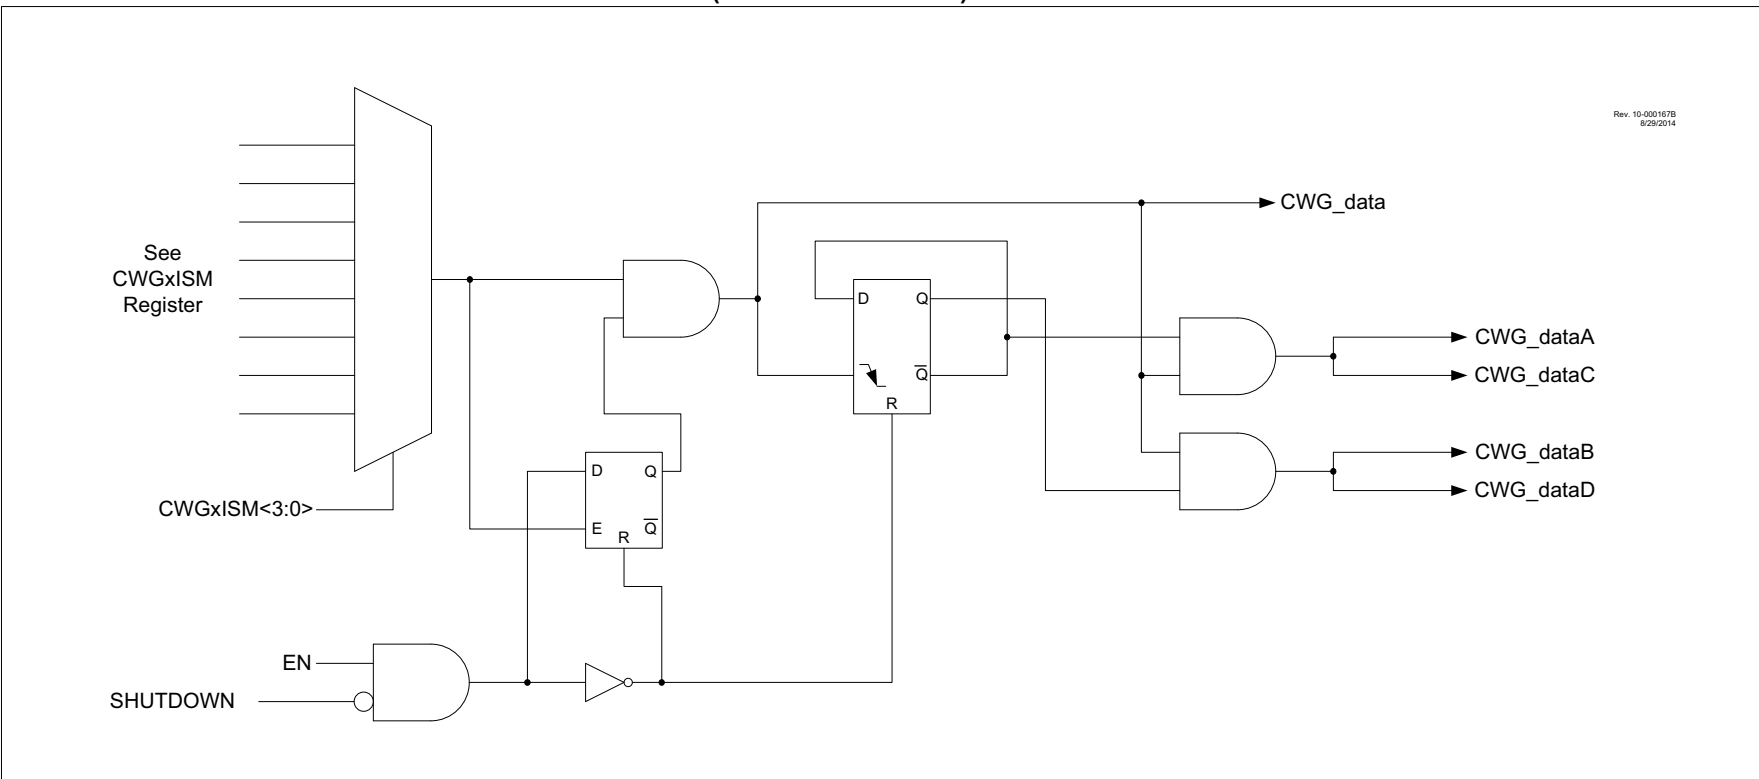 Rev. 10-000167B
8/29/2014
See
CWGxISM
Register
CWG_data
D
Q
Q
R
CWG_dataA
CWG_dataC
CWG_dataB
CWG_dataD
D
Q
E
R
Q
CWGxISM<3:0>
EN
SHUTDOWN